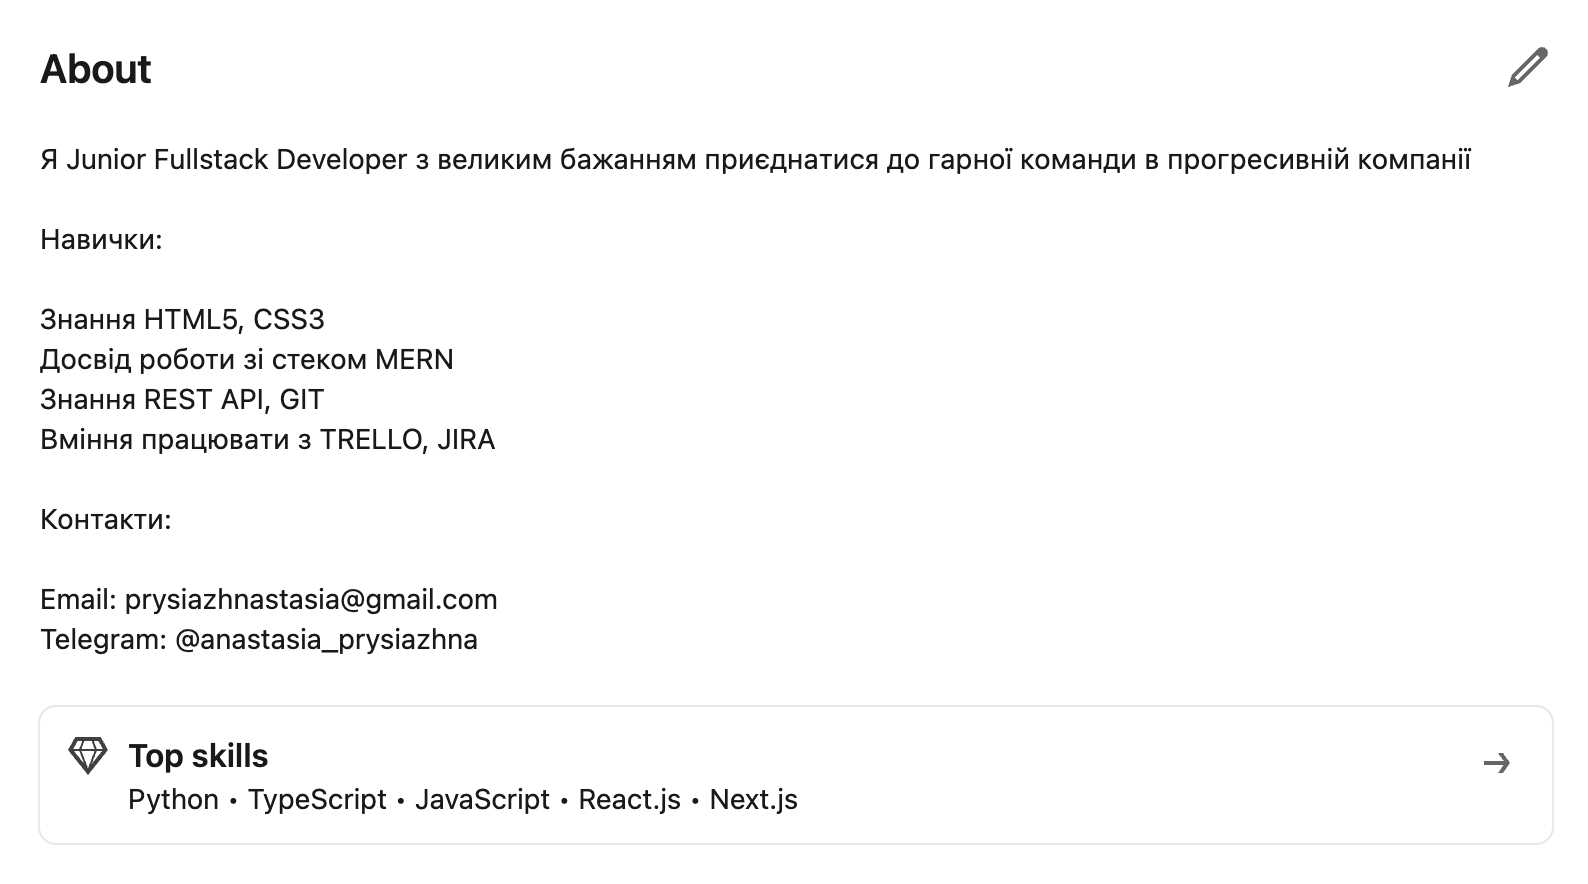 About
Я Junior Fullstack Developer з великим бажанням приєднатися до гарної команди в прогресивній компанії
Навички:
Знання HTML5, CSS3
Досвід роботи зі стеком MERN
Знання REST API, GIT
Вміння працювати з TRELLO, JIRA
Контакти:
Email: prysiazhnastasia@gmail.com
Telegram: @anastasia_prysiazhna
Top skills
Python • TypeScript • JavaScript • React.js • Next.js